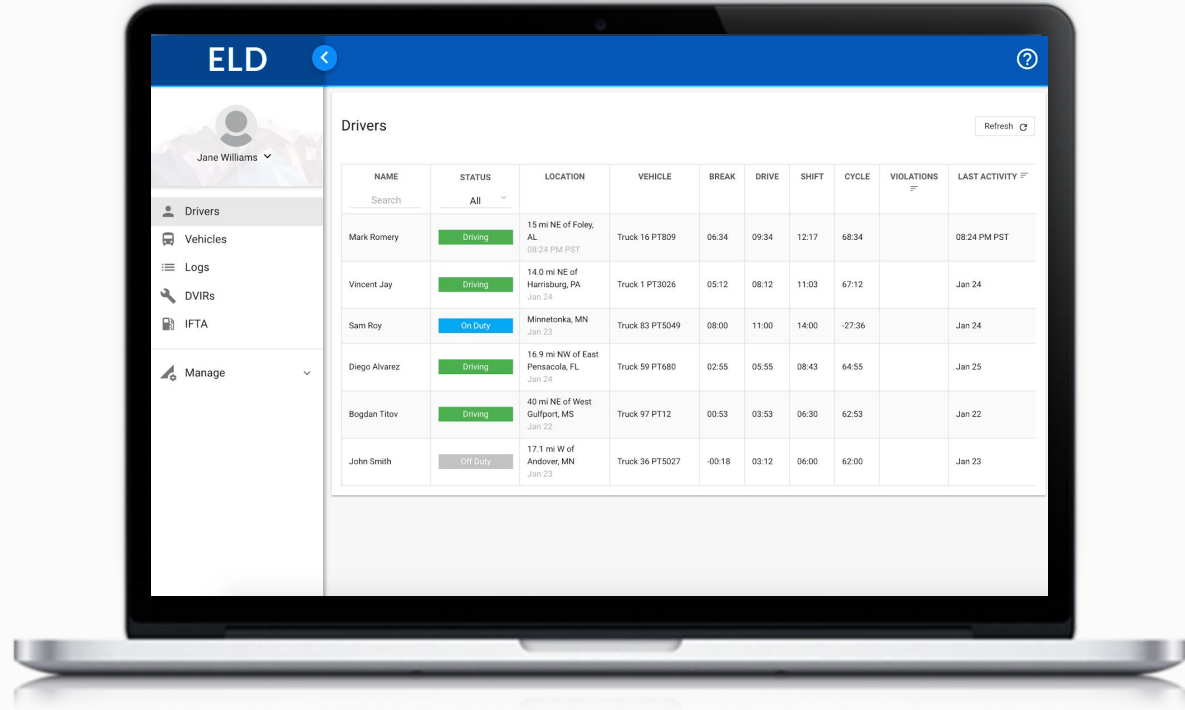 ELD
Jane Williams
Drivers
Vehicles
Logs
DVIRs
IFTA
Manage
Drivers
Refresh
NAME STATUS LOCATION VEHICLE BREAK DRIVE SHIFT CYCLE VIOLATIONS LAST ACTIVITY
Search All
Mark Romery Driving 15 mi NE of Foley, Truck 16 PT809 06:34 09:34 12:17 68:34 08:24 PM PST
AL
08:24 PM PST
Vincent Jay Driving 14.0 mi NE of Truck 1 PT3026 05:12 08:12 11:03 67:12 Jan 24
Harrisburg, PA
Jan 24
Sam Roy On Duty Minnetonka, MN Truck 83 PT5049 08:00 11:00 14:00 -27:36 Jan 24
Jan 23
Diego Alvarez Driving 16.9 mi NW of East Truck 59 PT680 02:55 05:55 08:43 64:55 Jan 25
Pensacola, FL
Jan 24
Bogdan Titov Driving 40 mi NE of West Truck 97 PT12 00:53 03:53 06:30 62:53 Jan 22
Gulfport, MS
Jan 22
John Smith Off Duty 17.1 mi W of Truck 36 PT5027 -00:18 03:12 06:00 62:00 Jan 23
Andover, MN
Jan 23